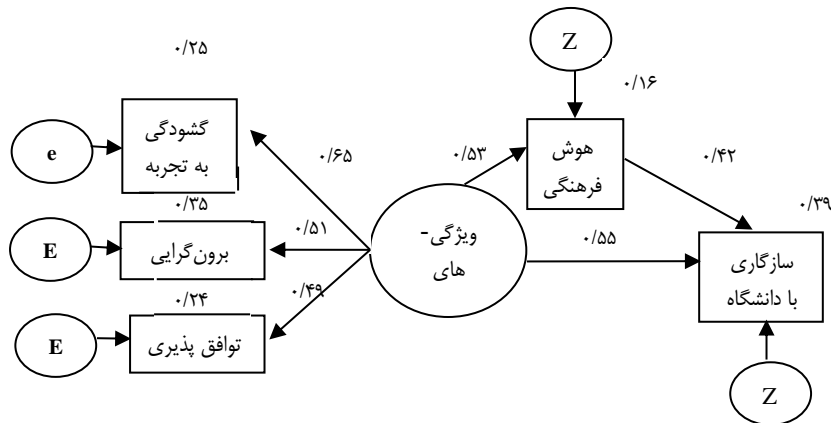 ۰/۲۵
e
گشودگی
به تجربه
۰/۶۵
۰/۳۵
E
برون‌گرایی
۰/۵۱
۰/۲۴
E
توافق پذیری
۰/۴۹
ویژگی-
های
۰/۵۳
Z
۰/۱۶
هوش
فرهنگی
۰/۴۲
۰/۵۵
۰/۳۹
سازگاری
با دانشگاه
Z